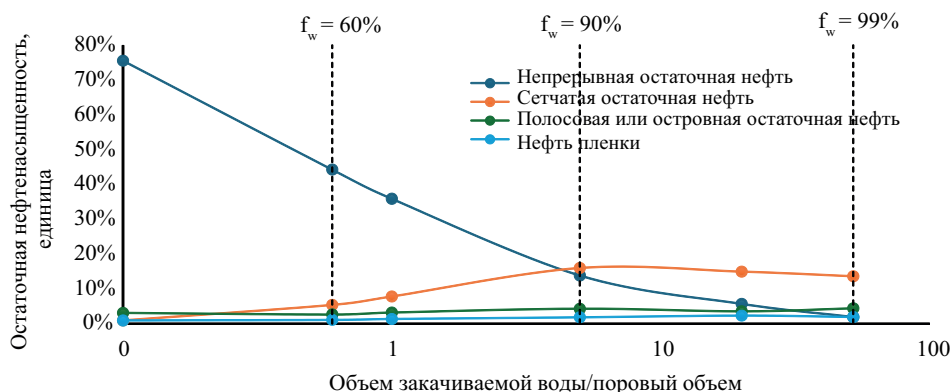 f_w = 60%
f_w = 90%
f_w = 99%
Остаточная нефтенасыщенность,
единица
80%
70%
60%
50%
40%
30%
20%
10%
0%
Непрерывная остаточная нефть
Сетчатая остаточная нефть
Полосовая или островная остаточная нефть
Нефть пленки
0
1
10
100
Объем закачиваемой воды/поровый объем